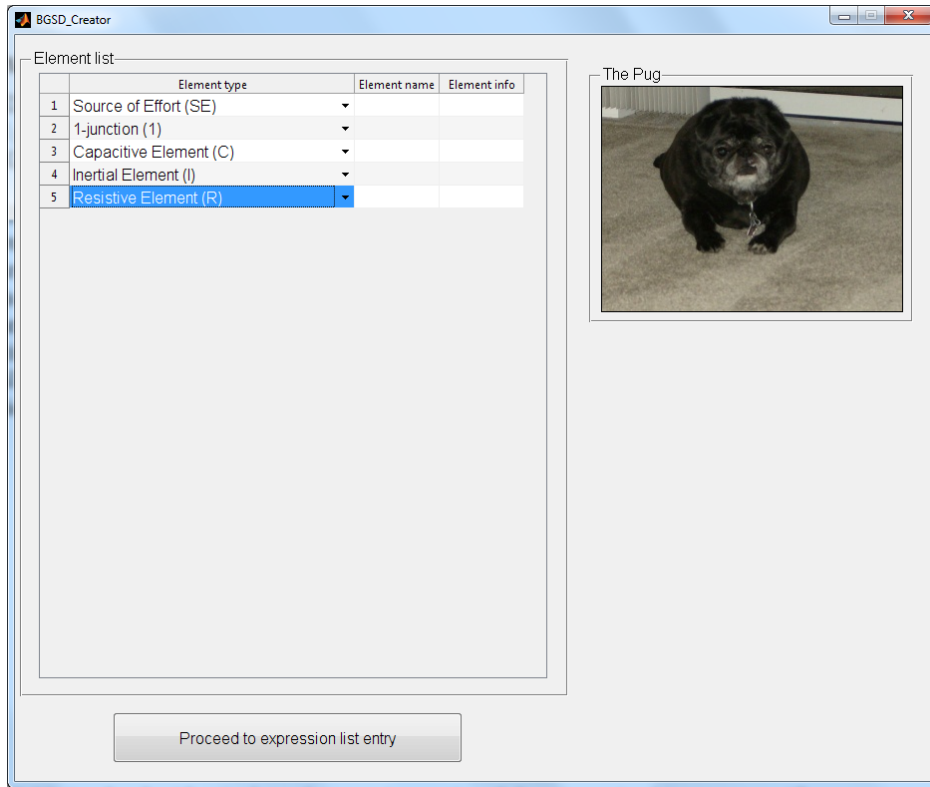 BGSD_Creator
Element list
Element type Element name Element info
1 Source of Effort (SE)
2 1-junction (1)
3 Capacitive Element (C)
4 Inertial Element (I)
5 Resistive Element (R)
The Pug
Proceed to expression list entry